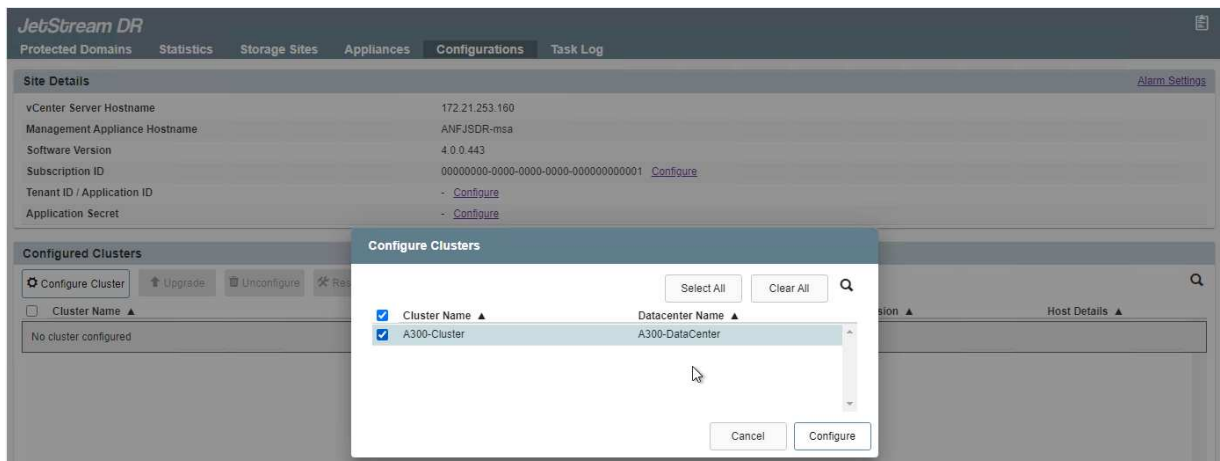 JetStream DR
Protected Domains Statistics Storage Sites Appliances Configurations Task Log
Site Details Alarm Settings
vCenter Server Hostname 172.21.253.160
Management Appliance Hostname ANFJSDR-msa
Software Version 4.0.0.443
Subscription ID 00000000-0000-0000-0000-000000000001 Configure
Tenant ID / Application ID - Configure
Application Secret - Configure
Configured Clusters
Configure Cluster Upgrade Unconfigure Res
Cluster Name ▲ sion ▲ Host Details ▲
No cluster configured
Configure Clusters
Select All Clear All
Cluster Name ▲ Datacenter Name ▲
A300-Cluster A300-DataCenter
Cancel Configure